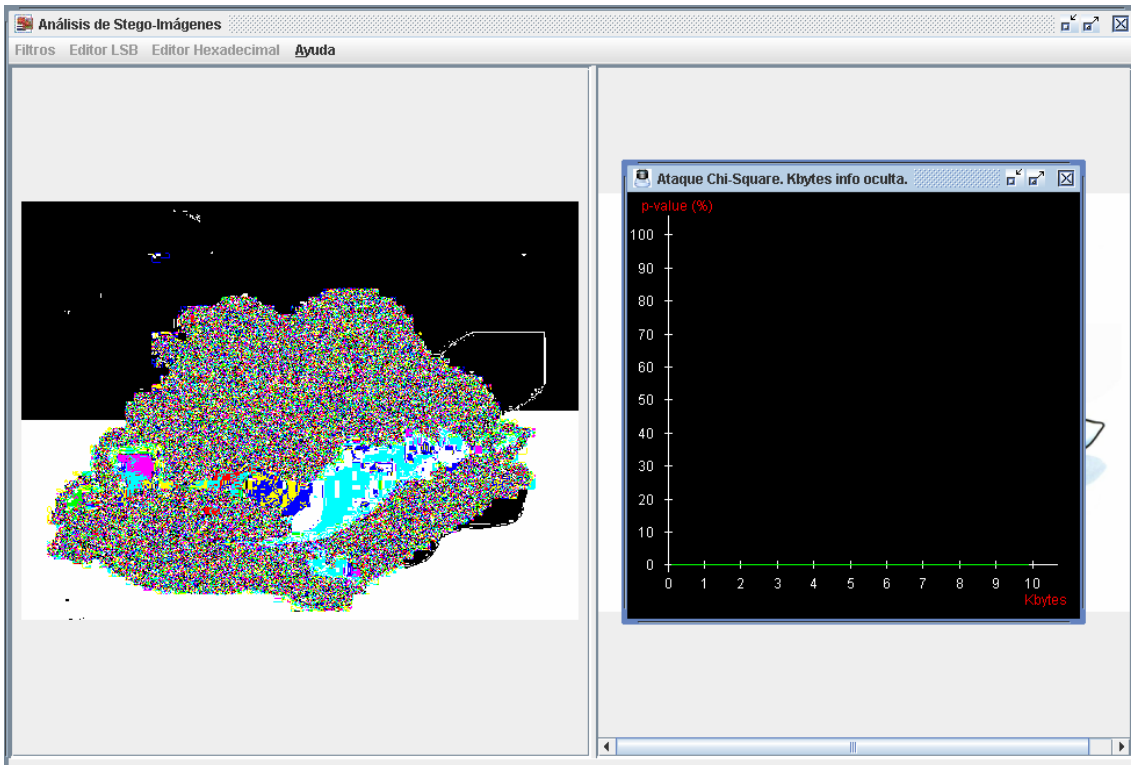 Análisis de Stego-Imágenes
Filtros Editor LSB Editor Hexadecimal Ayuda
Ataque Chi-Square. Kbytes info oculta.
p-value (%)
100
90
80
70
60
50
40
30
20
10
0
0 1 2 3 4 5 6 7 8 9 10
Kbytes